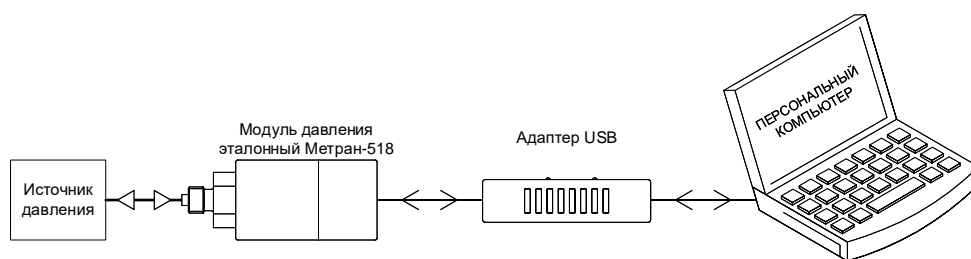 Источник
давления
Модуль давления
эталонный Метран-518
Адаптер USB
ПЕРСОНАЛЬНЫЙ
КОМПЬЮТЕР